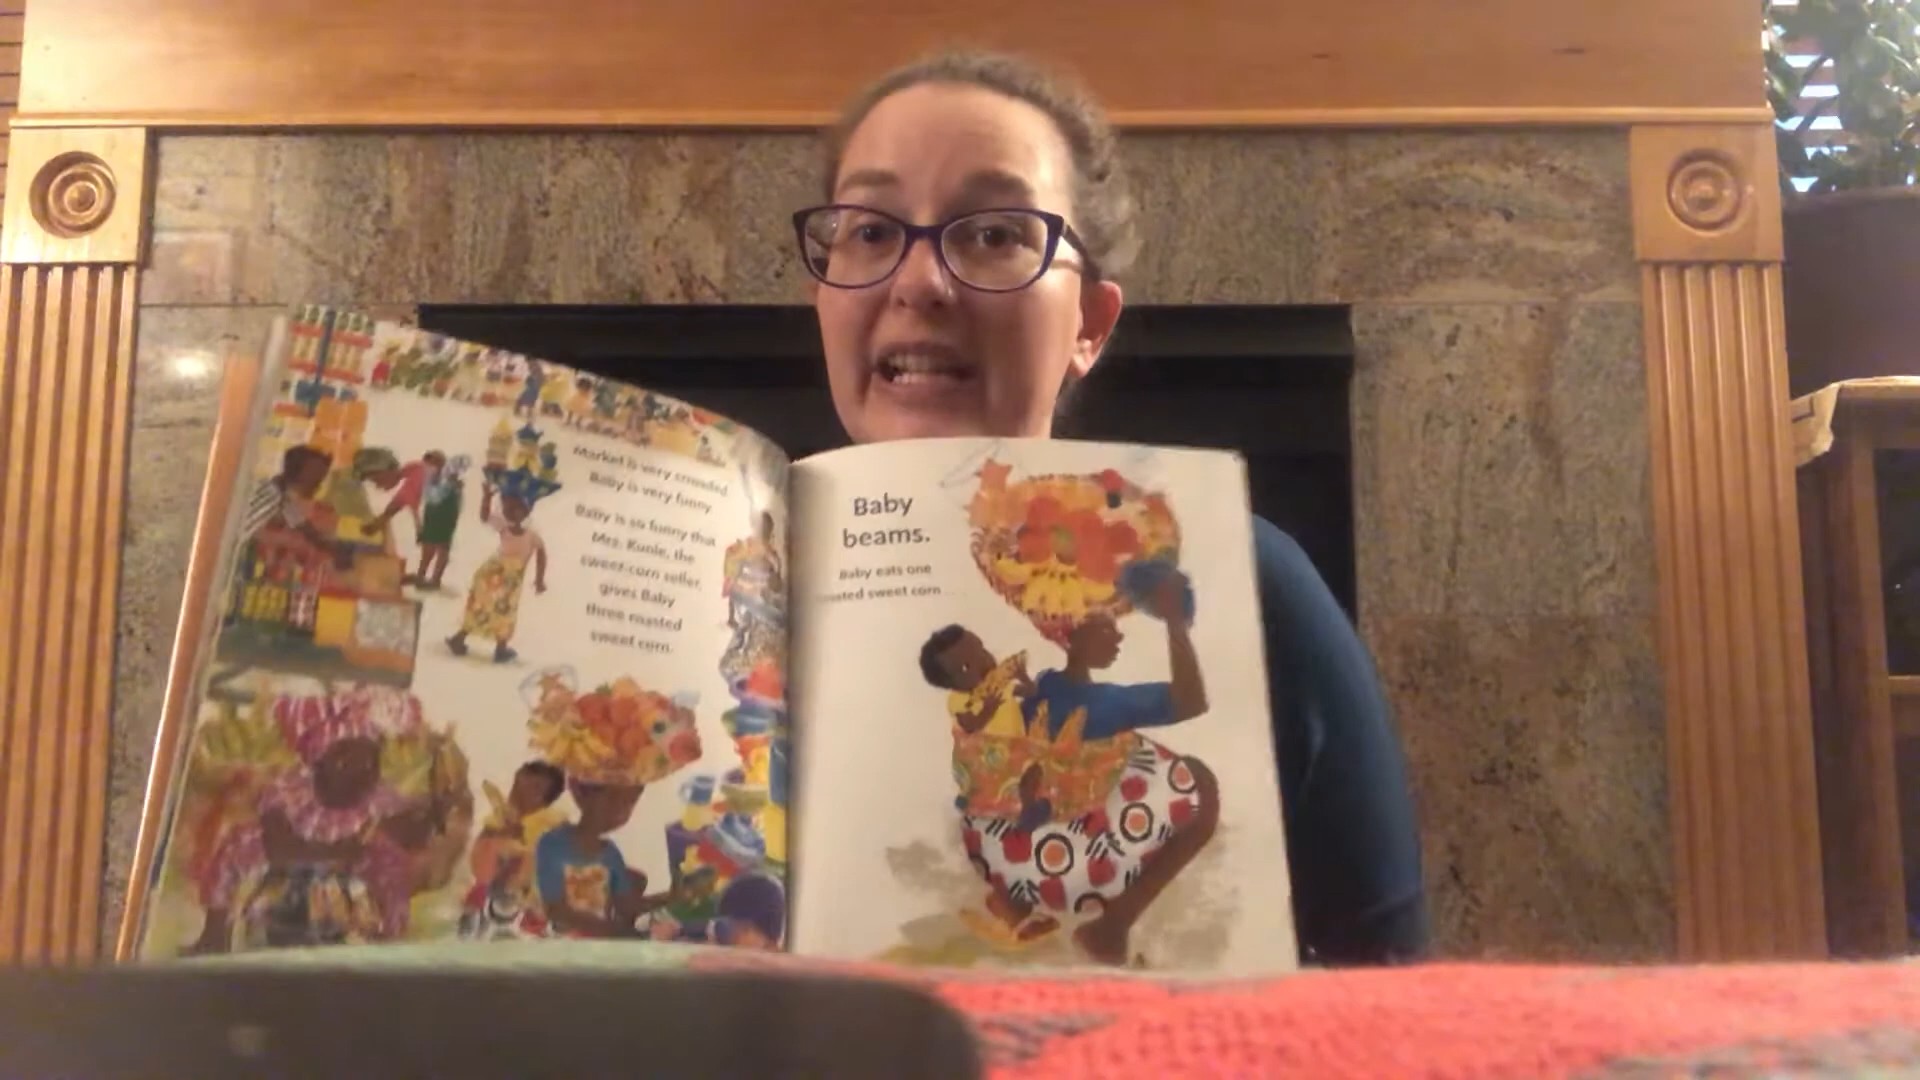 Market is very crowded.
Baby is very funny.
Baby is so funny that
Mrs. Kunle, the
sweet-corn seller,
gives Baby
three roasted
sweet corn.
Baby
beams.
Baby eats one
roasted sweet corn . . .